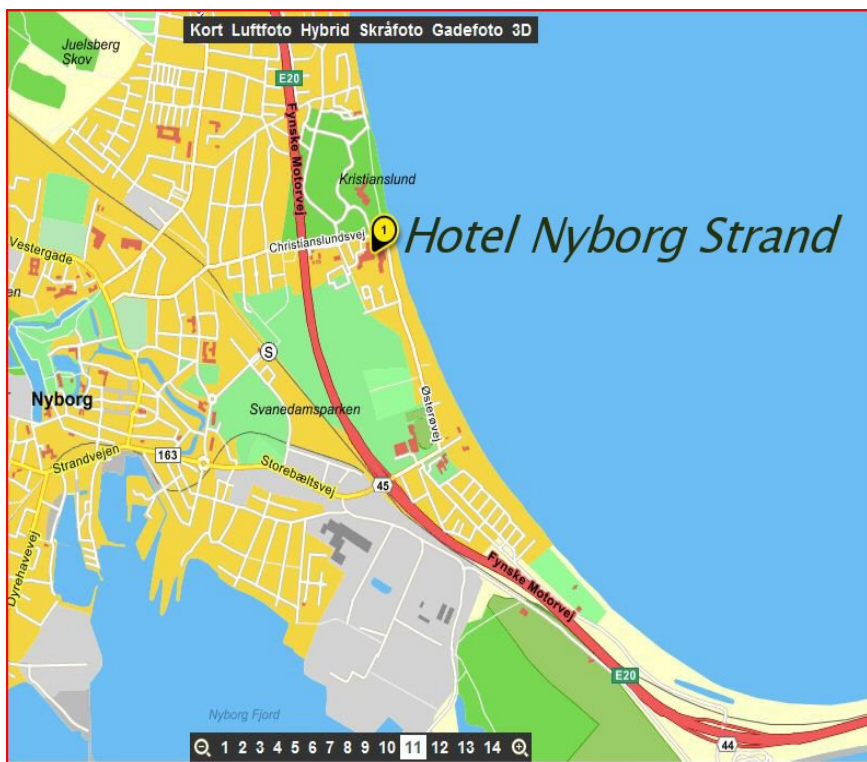 Kort Luftfoto Hybrid Skråfoto Gadefoto 3D
Juelsberg
Skov
E20
Fynske Motorvej
Kristianslund
1
Christianslundsvej
Hotel Nyborg Strand
Vestergade
en
S
Nyborg
Svanedamsparken
Østerøvej
163
Strandvejen
Storebæltsvej
45
Dyrehavevej
Fynske Motorvej
E20
Nyborg Fjord
44
1 2 3 4 5 6 7 8 9 10 11 12 13 14